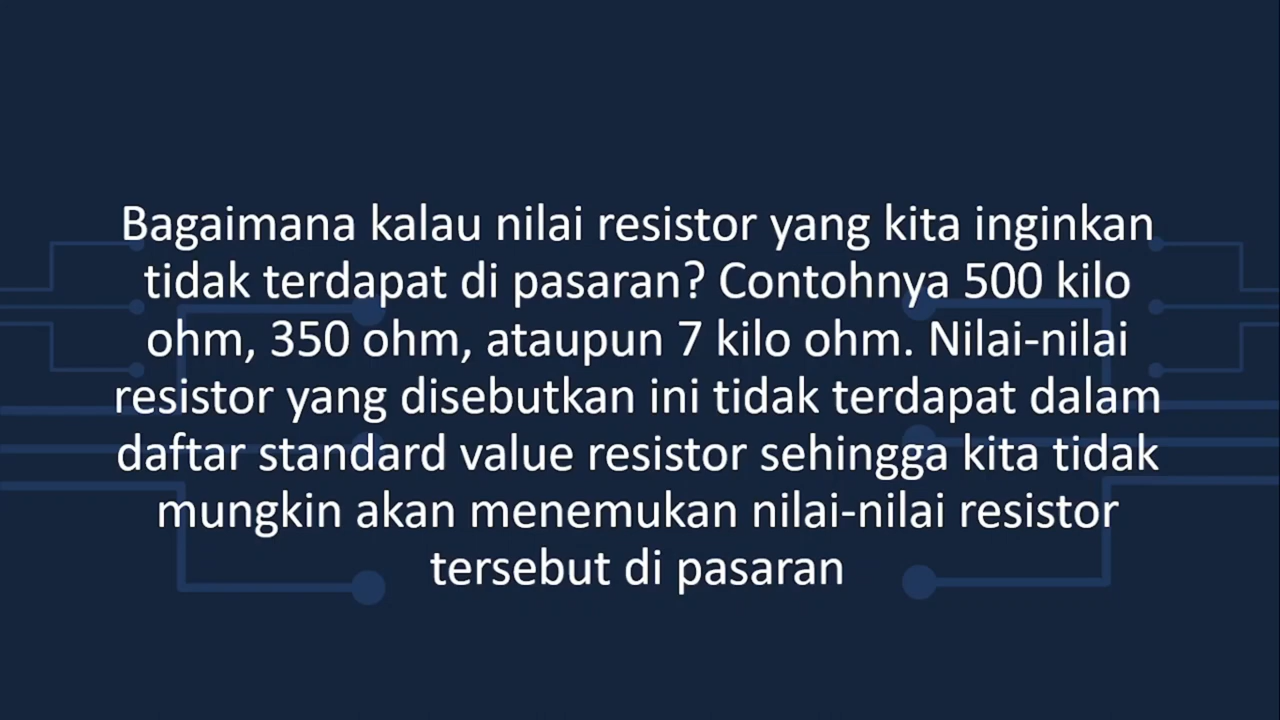 Bagaimana kalau nilai resistor yang kita inginkan
tidak terdapat di pasaran? Contohnya 500 kilo
ohm, 350 ohm, ataupun 7 kilo ohm. Nilai-nilai
resistor yang disebutkan ini tidak terdapat dalam
daftar standard value resistor sehingga kita tidak
mungkin akan menemukan nilai-nilai resistor
tersebut di pasaran